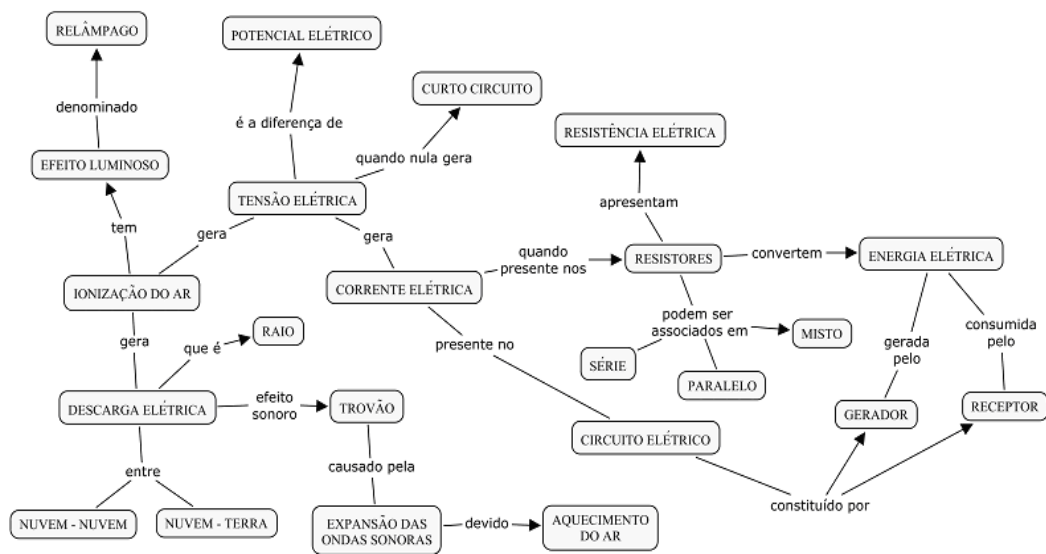 RELÂMPAGO
POTENCIAL ELÉTRICO
CURTO CIRCUITO
denominado
é a diferença de
RESISTÊNCIA ELÉTRICA
EFEITO LUMINOSO
quando nula gera
TENSÃO ELÉTRICA
apresentam
tem
gera
gera
quando
presente nos
RESISTORES
convertem
ENERGIA ELÉTRICA
IONIZAÇÃO DO AR
CORRENTE ELÉTRICA
gera
que é
RAIO
presente no
podem ser
associados em
MISTO
SÉRIE
PARALELO
gerada
pelo
consumida
pelo
DESCARGA ELÉTRICA
efeito
sonoro
TROVÃO
GERADOR
RECEPTOR
CIRCUITO ELÉTRICO
entre
causado pela
constituído por
NUVEM - NUVEM
NUVEM - TERRA
EXPANSÃO DAS
ONDAS SONORAS
devido
AQUECIMENTO
DO AR